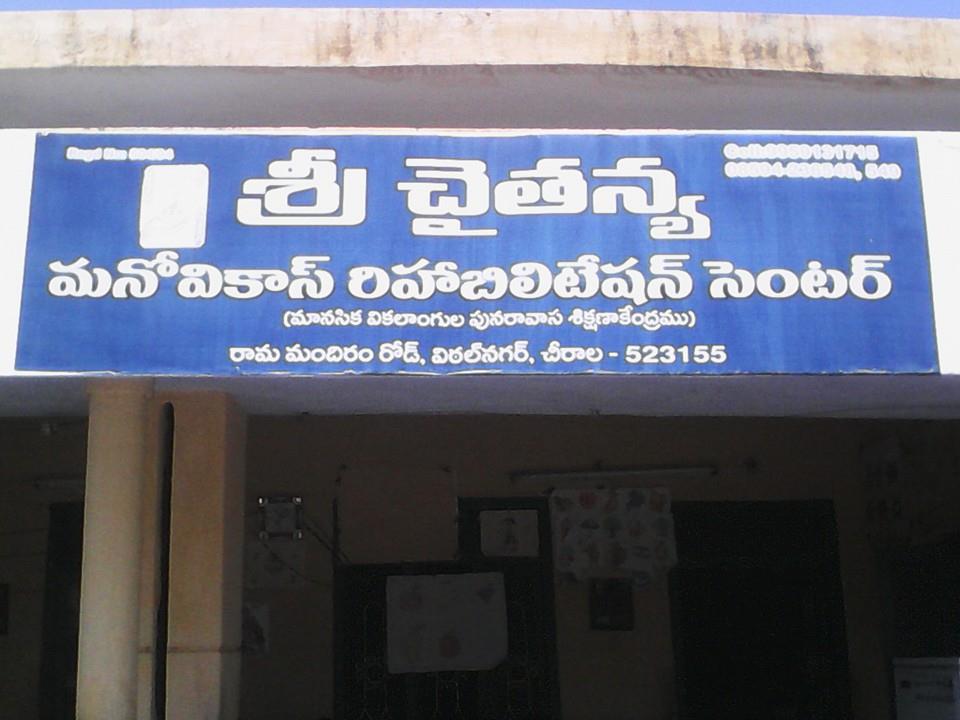 శ్రీ చైతన్య
మనోవికాస్ రిహాబిలిటేషన్ సెంటర్
(మానసిక వికలాంగుల పునరావాస శిక్షణాకేంద్రము)
రామ మందిరం రోడ్, విఠల్‌నగర్, చీరాల - 523155